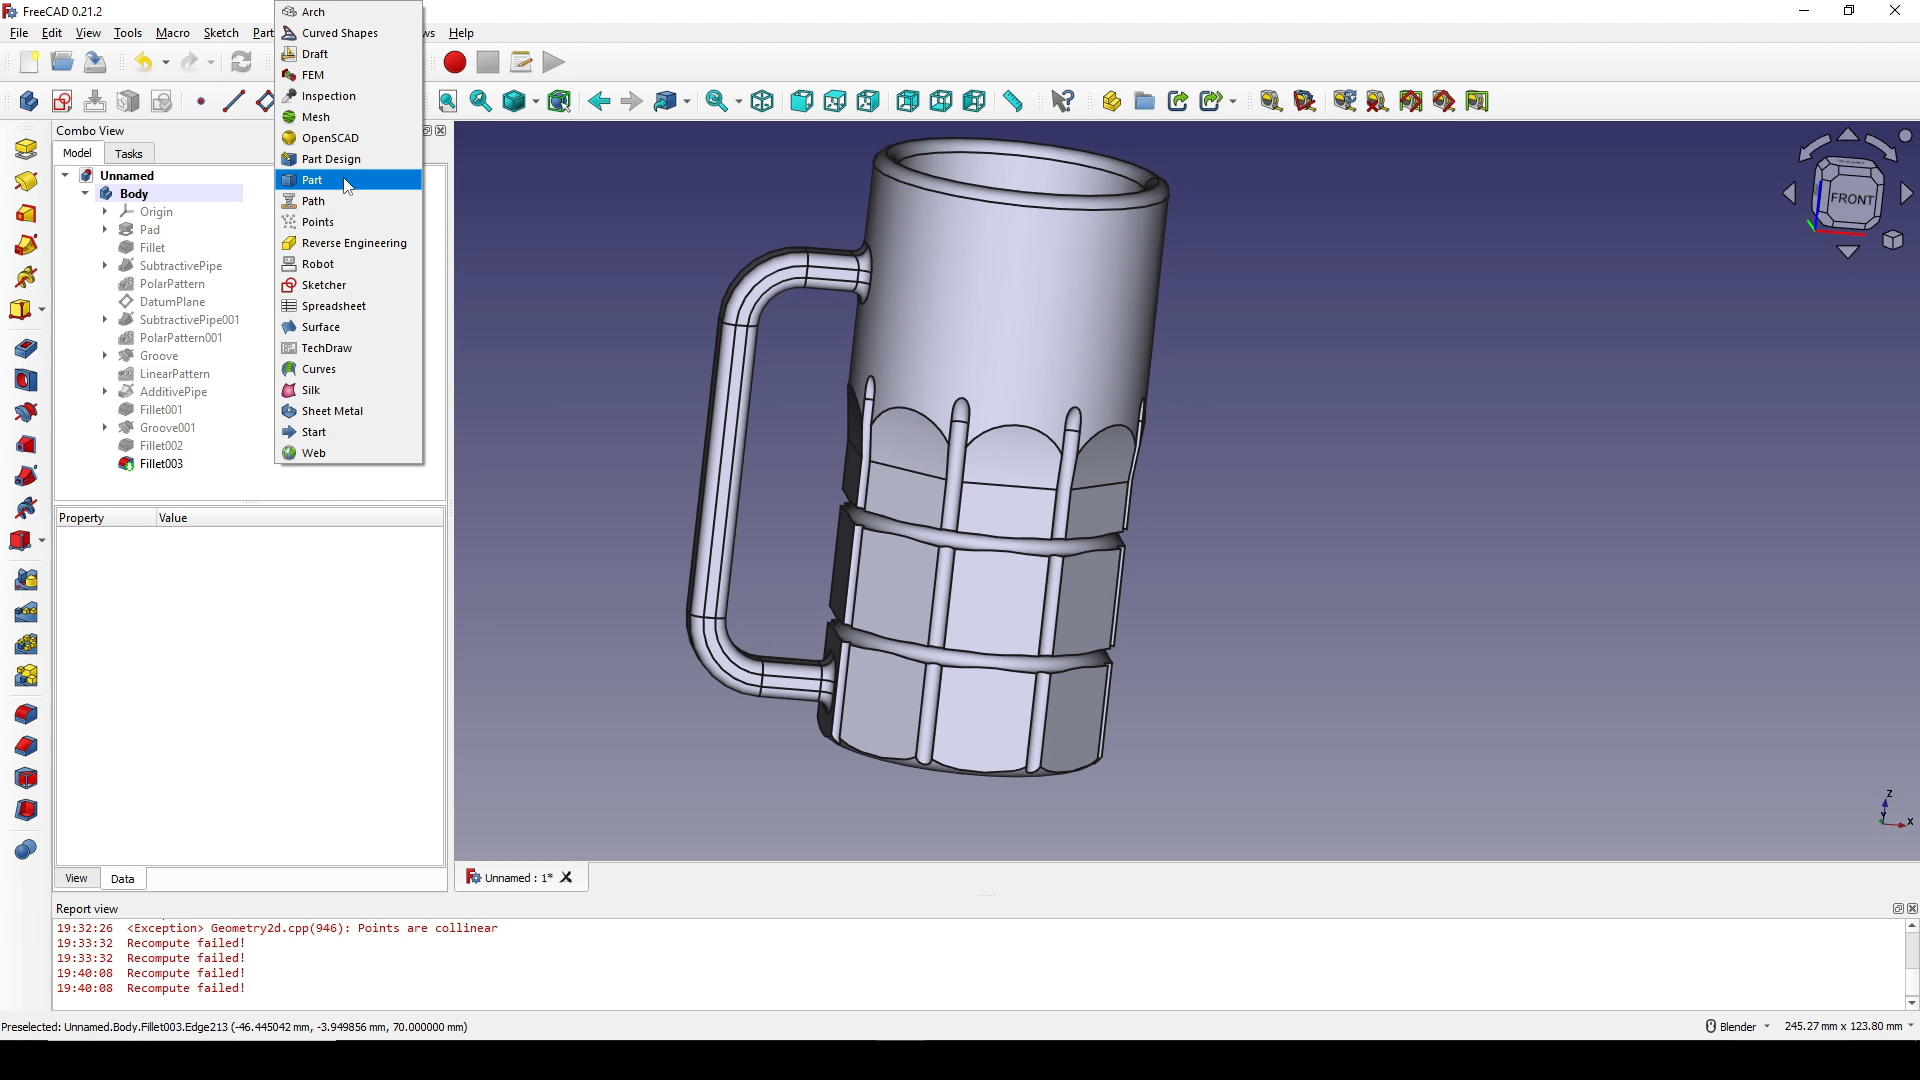 FreeCAD 0.21.2
File Edit View Tools Macro Sketch Part ws Help
Arch
Curved Shapes
Draft
FEM
Inspection
Mesh
OpenSCAD
Part Design
Part
Path
Points
Reverse Engineering
Robot
Sketcher
Spreadsheet
Surface
TechDraw
Curves
Silk
Sheet Metal
Start
Web
Combo View
Model Tasks
Unnamed
Body
Origin
Pad
Fillet
SubtractivePipe
PolarPattern
DatumPlane
SubtractivePipe001
PolarPattern001
Groove
LinearPattern
AdditivePipe
Fillet001
Groove001
Fillet002
Fillet003
Property Value
View Data
TOP
FRONT
Z
Y
X
Unnamed : 1*
Report view
19:32:26 <Exception> Geometry2d.cpp(946): Points are collinear
19:33:32 Recompute failed!
19:33:32 Recompute failed!
19:40:08 Recompute failed!
19:40:08 Recompute failed!
Preselected: Unnamed.Body.Fillet003.Edge213 (-46.445042 mm, -3.949856 mm, 70.000000 mm)
Blender 245.27 mm x 123.80 mm